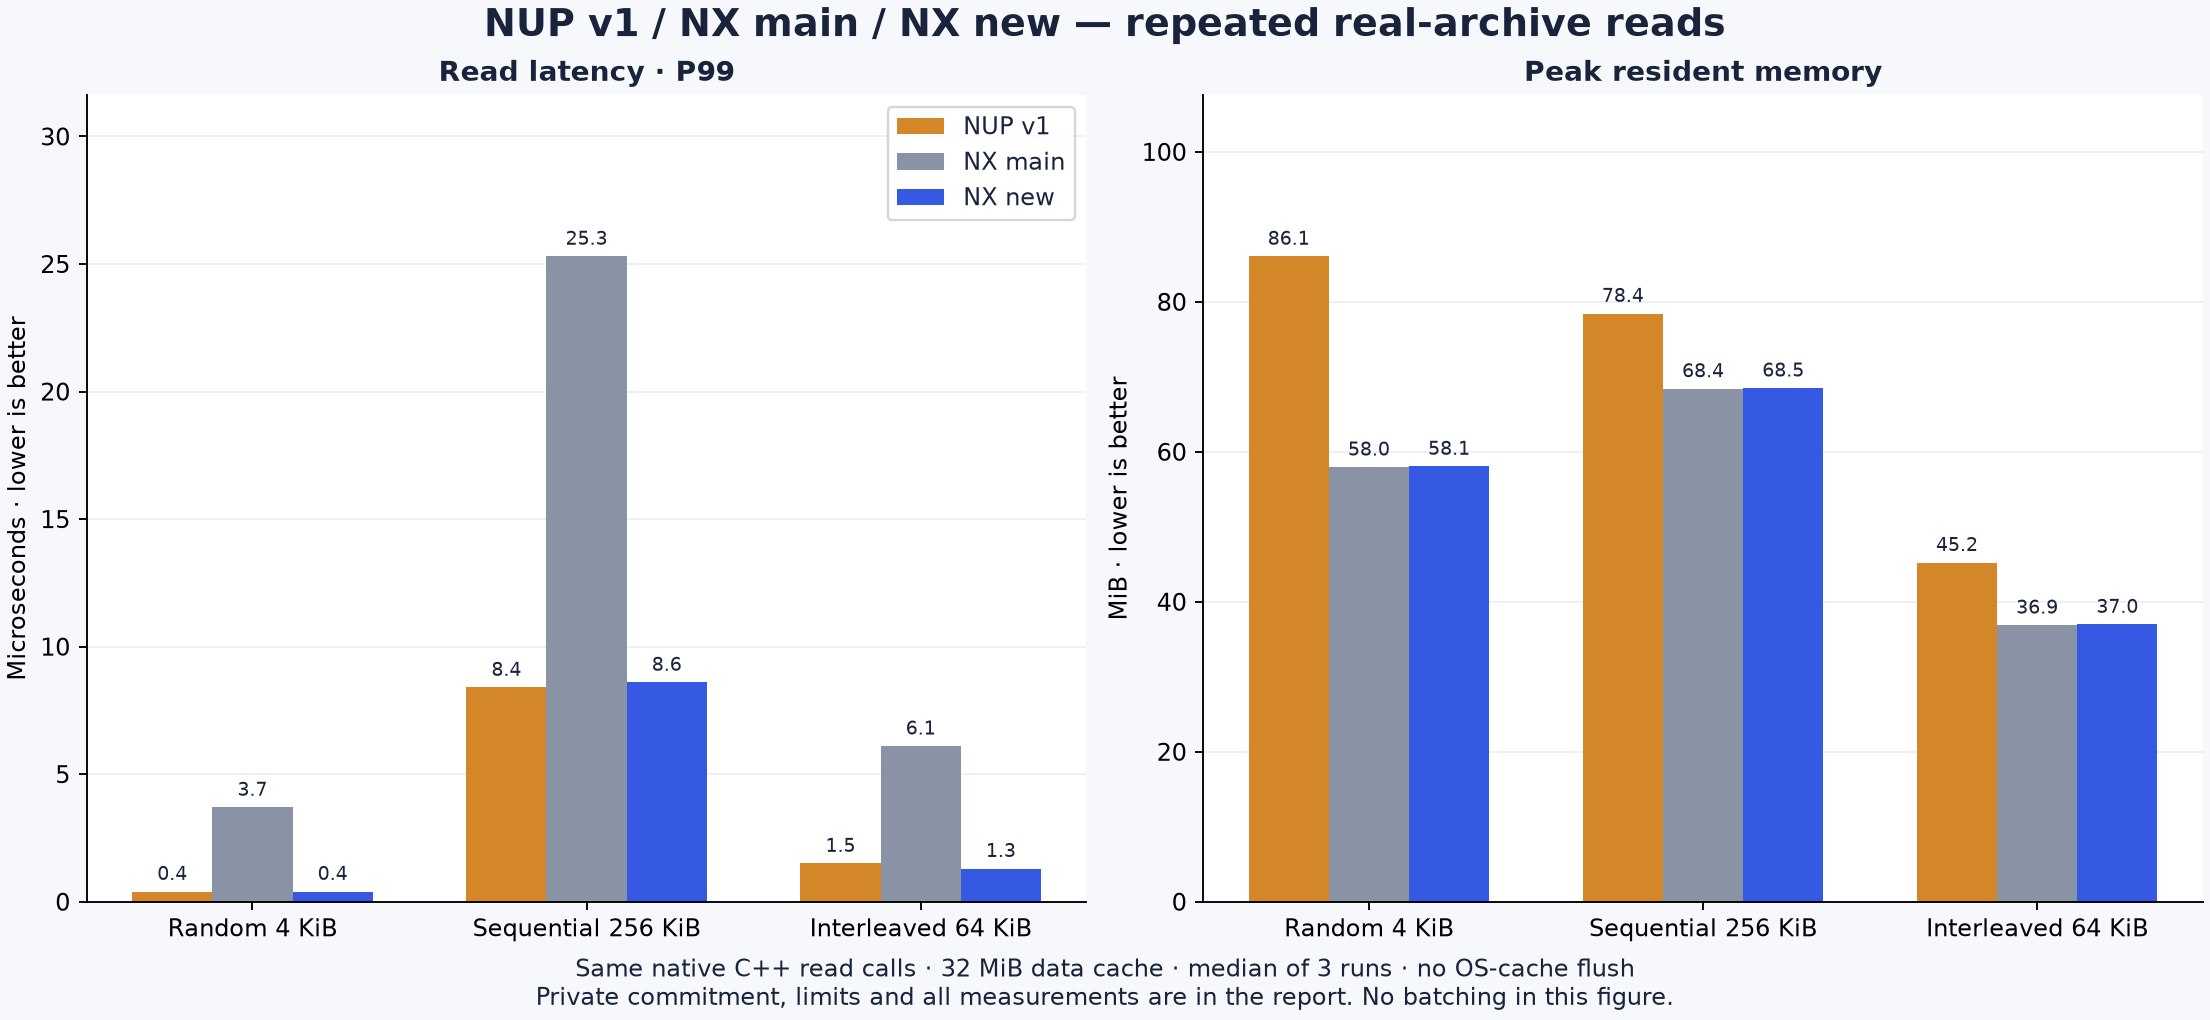 NUP v1 / NX main / NX new — repeated real-archive reads
Read latency · P99
Microseconds · lower is better
30
25
20
15
10
5
0
NUP v1
NX main
NX new
0.4
3.7
0.4
8.4
25.3
8.6
1.5
6.1
1.3
Random 4 KiB
Sequential 256 KiB
Interleaved 64 KiB
Peak resident memory
MiB · lower is better
100
80
60
40
20
0
86.1
58.0
58.1
78.4
68.4
68.5
45.2
36.9
37.0
Random 4 KiB
Sequential 256 KiB
Interleaved 64 KiB
Same native C++ read calls · 32 MiB data cache · median of 3 runs · no OS-cache flush
Private commitment, limits and all measurements are in the report. No batching in this figure.